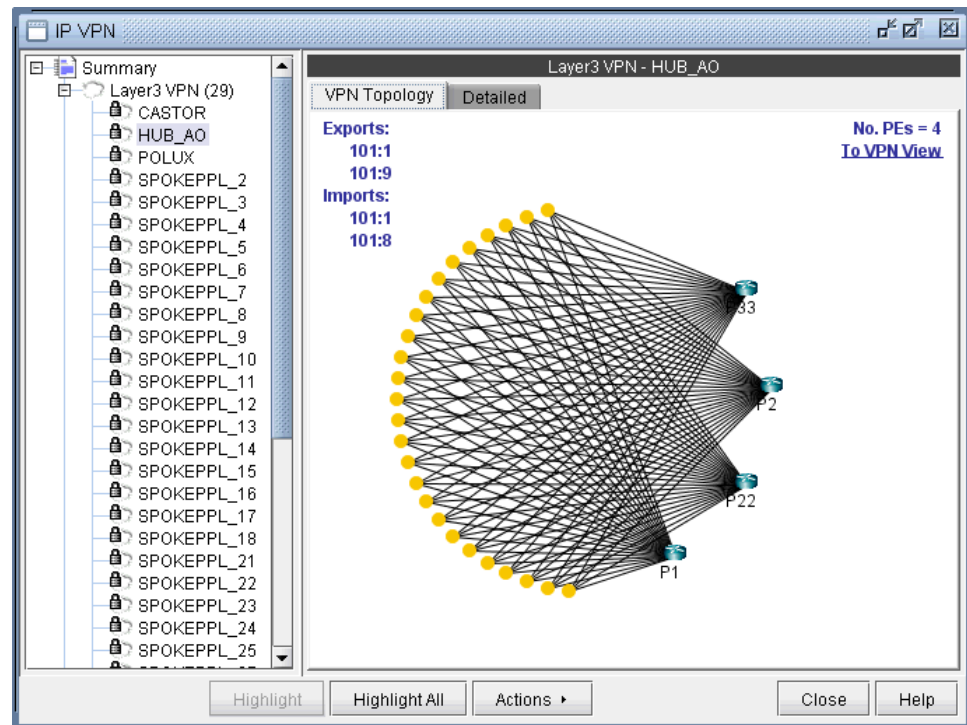 IP VPN
Summary
Layer3 VPN (29)
CASTOR
HUB_AO
POLUX
SPOKEPPL_2
SPOKEPPL_3
SPOKEPPL_4
SPOKEPPL_5
SPOKEPPL_6
SPOKEPPL_7
SPOKEPPL_8
SPOKEPPL_9
SPOKEPPL_10
SPOKEPPL_11
SPOKEPPL_12
SPOKEPPL_13
SPOKEPPL_14
SPOKEPPL_15
SPOKEPPL_16
SPOKEPPL_17
SPOKEPPL_18
SPOKEPPL_21
SPOKEPPL_22
SPOKEPPL_23
SPOKEPPL_24
SPOKEPPL_25
Layer3 VPN - HUB_AO
VPN Topology Detailed
Exports:
101:1
101:9
Imports:
101:1
101:8
No. PEs = 4
To VPN View
P33
P2
P22
P1
Highlight Highlight All Actions Close Help